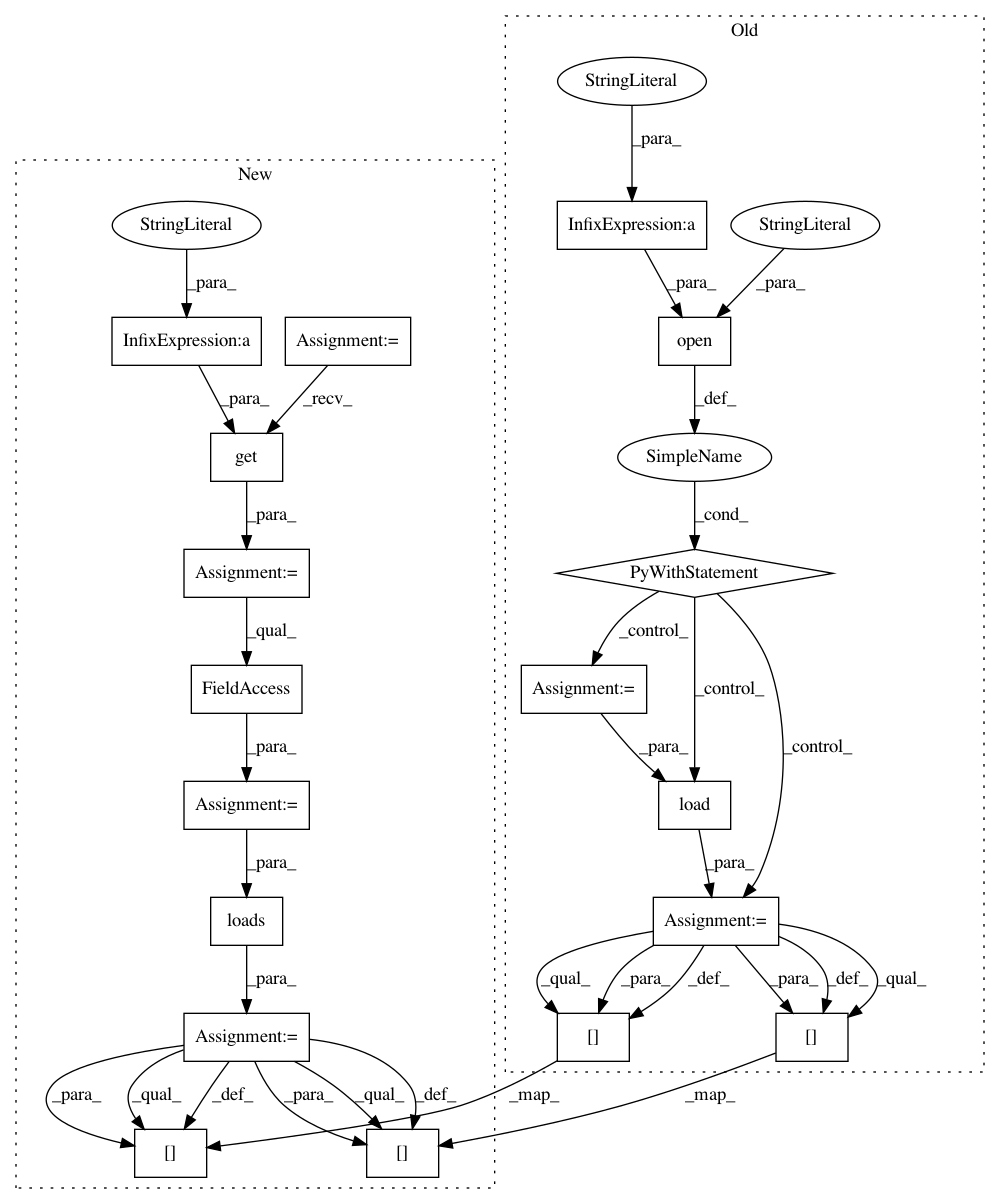 Old
StringLiteral
_para_
New
StringLiteral
InfixExpression:a
StringLiteral
_para_
_para_
_para_
InfixExpression:a
Assignment:=
open
_para_
_recv_
_def_
get
SimpleName
_para_
_cond_
Assignment:=
PyWithStatement
_qual_
_control_
FieldAccess
Assignment:=
_control_
_para_
_para_
_control_
Assignment:=
load
_para_
_para_
loads
Assignment:=
_para_
_qual_
_para_
_def_
_para_
_def_
_qual_
Assignment:=
[]
[]
_para_
_qual_
_def_
_para_
_qual_
_def_
_map_
_map_
[]
[]